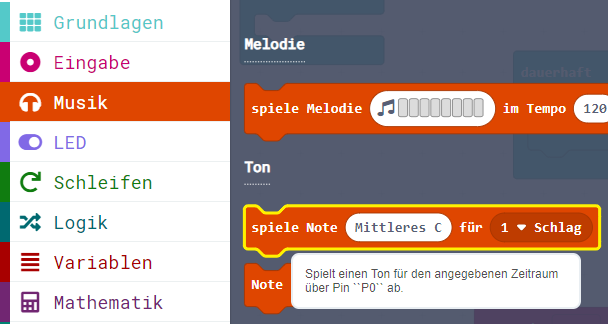 Grundlagen
Eingabe
Musik
LED
Schleifen
Logik
Variablen
Mathematik
Melodie
dauerhaft
spiele Melodie im Tempo 120
Ton
spiele Note Mittleres C für 1 Schlag
Note
Spielt einen Ton für den angegebenen Zeitraum
über Pin ``P0`` ab.